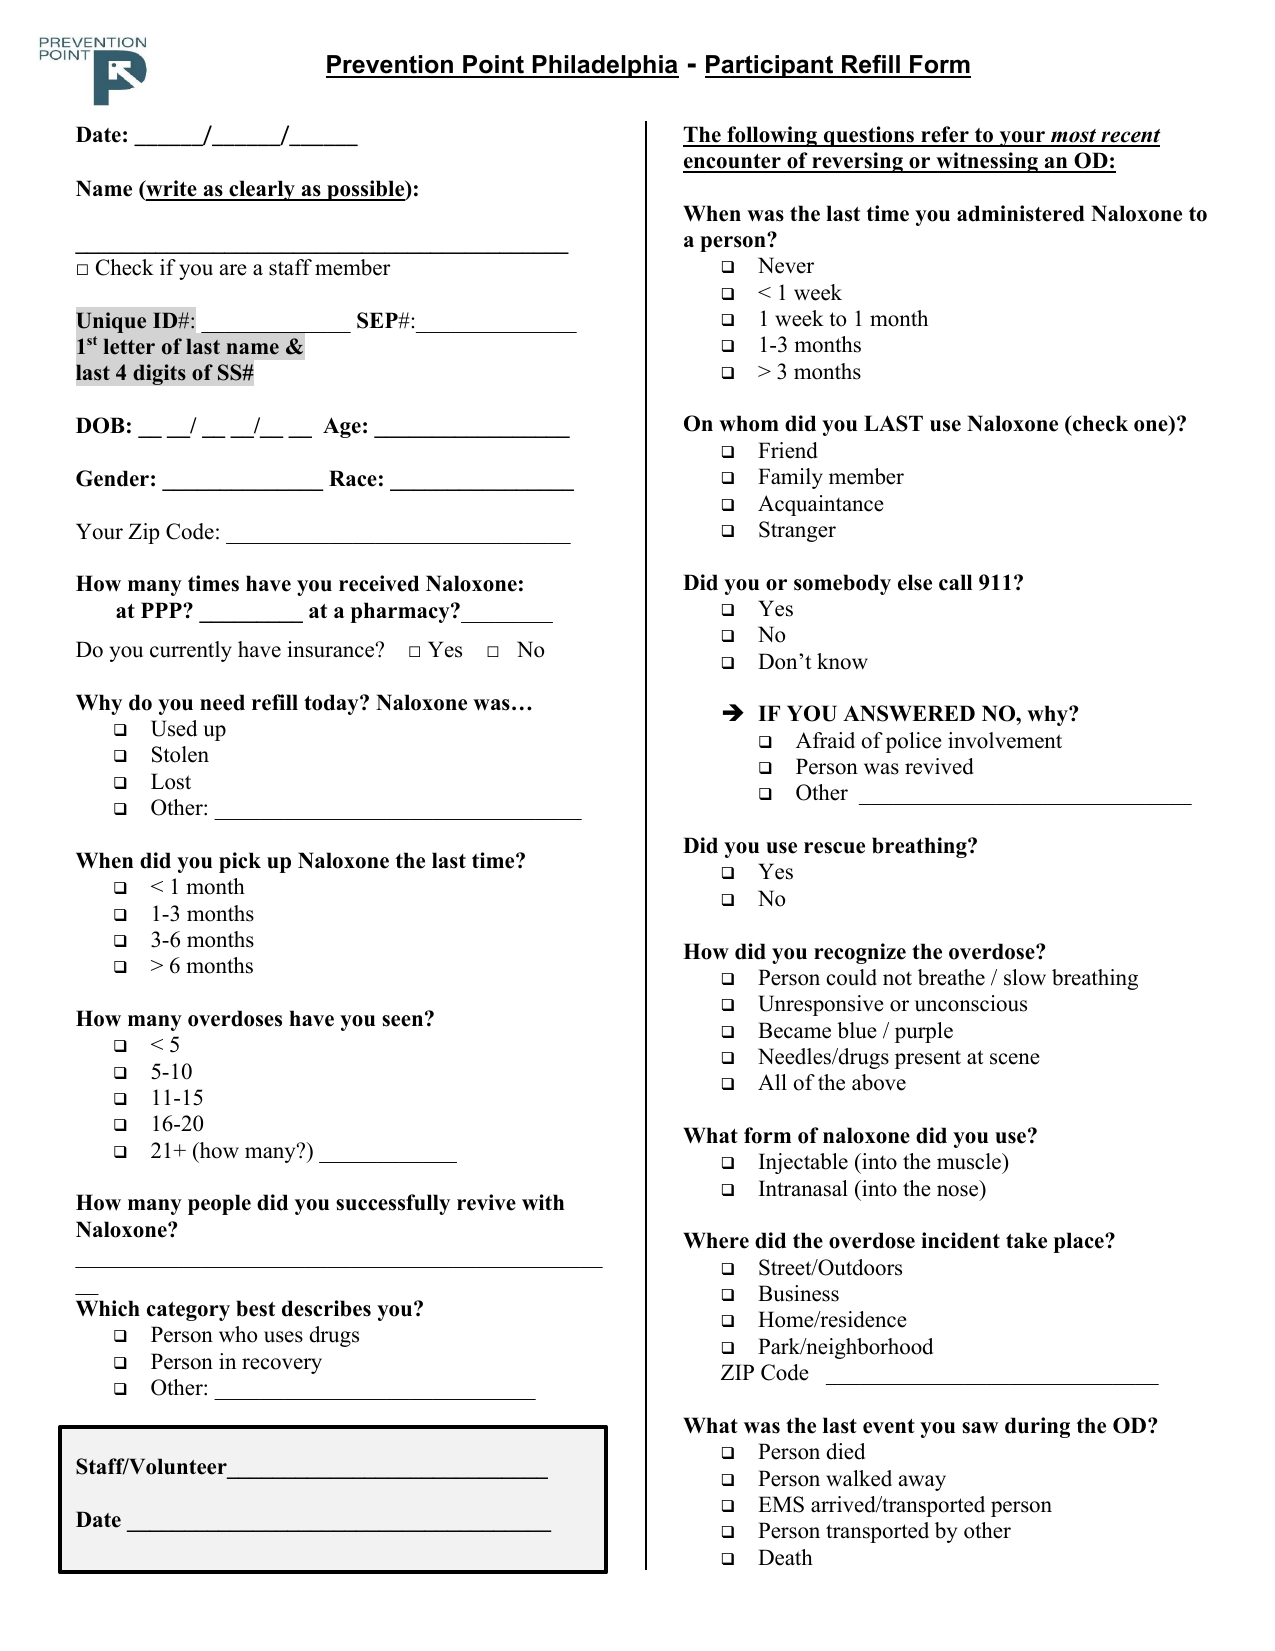 PREVENTION
POINT
Prevention Point Philadelphia - Participant Refill Form
Date: ______/______/______
Name (write as clearly as possible):
___________________________________________
□ Check if you are a staff member
Unique ID#: _____________ SEP#:______________
1st letter of last name &
last 4 digits of SS#
DOB: __ __/ __ __/__ __ Age: _________________
Gender: ______________ Race: ________________
Your Zip Code: ______________________________
How many times have you received Naloxone:
at PPP? _________ at a pharmacy?________
Do you currently have insurance? □ Yes □ No
Why do you need refill today? Naloxone was…
❑ Used up
❑ Stolen
❑ Lost
❑ Other: ________________________________
When did you pick up Naloxone the last time?
❑ < 1 month
❑ 1-3 months
❑ 3-6 months
❑ > 6 months
How many overdoses have you seen?
❑ < 5
❑ 5-10
❑ 11-15
❑ 16-20
❑ 21+ (how many?) ____________
How many people did you successfully revive with
Naloxone?
______________________________________________
__
Which category best describes you?
❑ Person who uses drugs
❑ Person in recovery
❑ Other: ____________________________
Staff/Volunteer____________________________
Date _____________________________________
The following questions refer to your most recent
encounter of reversing or witnessing an OD:
When was the last time you administered Naloxone to
a person?
❑ Never
❑ < 1 week
❑ 1 week to 1 month
❑ 1-3 months
❑ > 3 months
On whom did you LAST use Naloxone (check one)?
❑ Friend
❑ Family member
❑ Acquaintance
❑ Stranger
Did you or somebody else call 911?
❑ Yes
❑ No
❑ Don’t know
➔ IF YOU ANSWERED NO, why?
❑ Afraid of police involvement
❑ Person was revived
❑ Other _____________________________
Did you use rescue breathing?
❑ Yes
❑ No
How did you recognize the overdose?
❑ Person could not breathe / slow breathing
❑ Unresponsive or unconscious
❑ Became blue / purple
❑ Needles/drugs present at scene
❑ All of the above
What form of naloxone did you use?
❑ Injectable (into the muscle)
❑ Intranasal (into the nose)
Where did the overdose incident take place?
❑ Street/Outdoors
❑ Business
❑ Home/residence
❑ Park/neighborhood
ZIP Code _____________________________
What was the last event you saw during the OD?
❑ Person died
❑ Person walked away
❑ EMS arrived/transported person
❑ Person transported by other
❑ Death